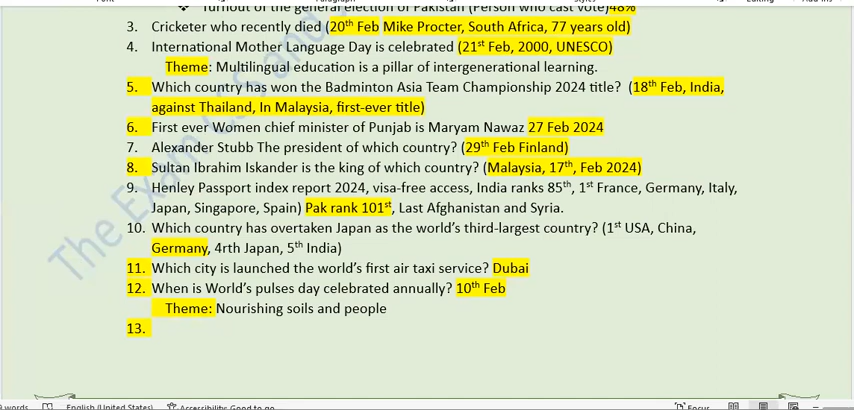 Turnout of the general election of Pakistan (Person who cast vote)48%
3. Cricketer who recently died (20th Feb Mike Procter, South Africa, 77 years old)
4. International Mother Language Day is celebrated (21st Feb, 2000, UNESCO)
Theme: Multilingual education is a pillar of intergenerational learning.
5. Which country has won the Badminton Asia Team Championship 2024 title? (18th Feb, India,
against Thailand, In Malaysia, first-ever title)
6. First ever Women chief minister of Punjab is Maryam Nawaz 27 Feb 2024
7. Alexander Stubb The president of which country? (29th Feb Finland)
8. Sultan Ibrahim Iskander is the king of which country? (Malaysia, 17th, Feb 2024)
9. Henley Passport index report 2024, visa-free access, India ranks 85th, 1st France, Germany, Italy,
Japan, Singapore, Spain) Pak rank 101st, Last Afghanistan and Syria.
10. Which country has overtaken Japan as the world's third-largest country? (1st USA, China,
Germany, 4rth Japan, 5th India)
11. Which city is launched the world's first air taxi service? Dubai
12. When is World's pulses day celebrated annually? 10th Feb
Theme: Nourishing soils and people
13.
The Exam
and
words English (United States) Accessibility: Good to go Focus